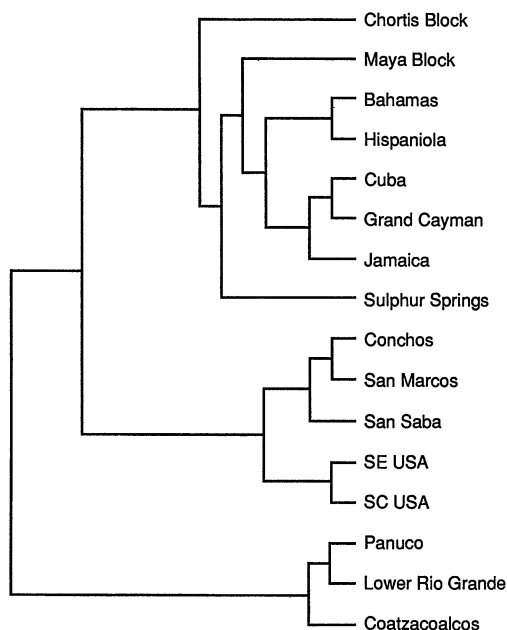 Chortis Block
Maya Block
Bahamas
Hispaniola
Cuba
Grand Cayman
Jamaica
Sulphur Springs
Conchos
San Marcos
San Saba
SE USA
SC USA
Panuco
Lower Rio Grande
Coatzacoalcos